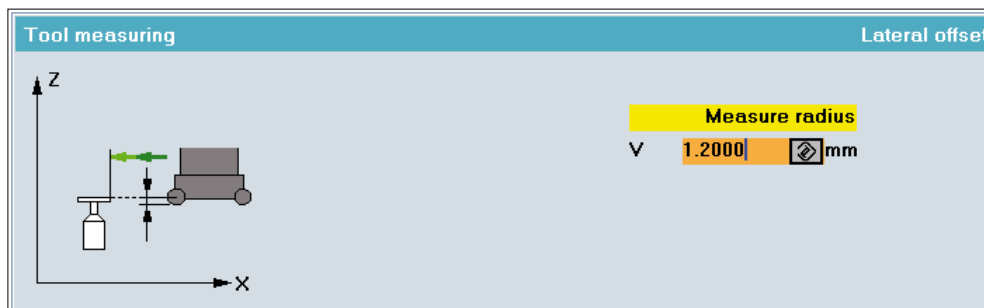 Tool measuring Lateral offset
Z
Measure radius
V 1.2000 mm
X